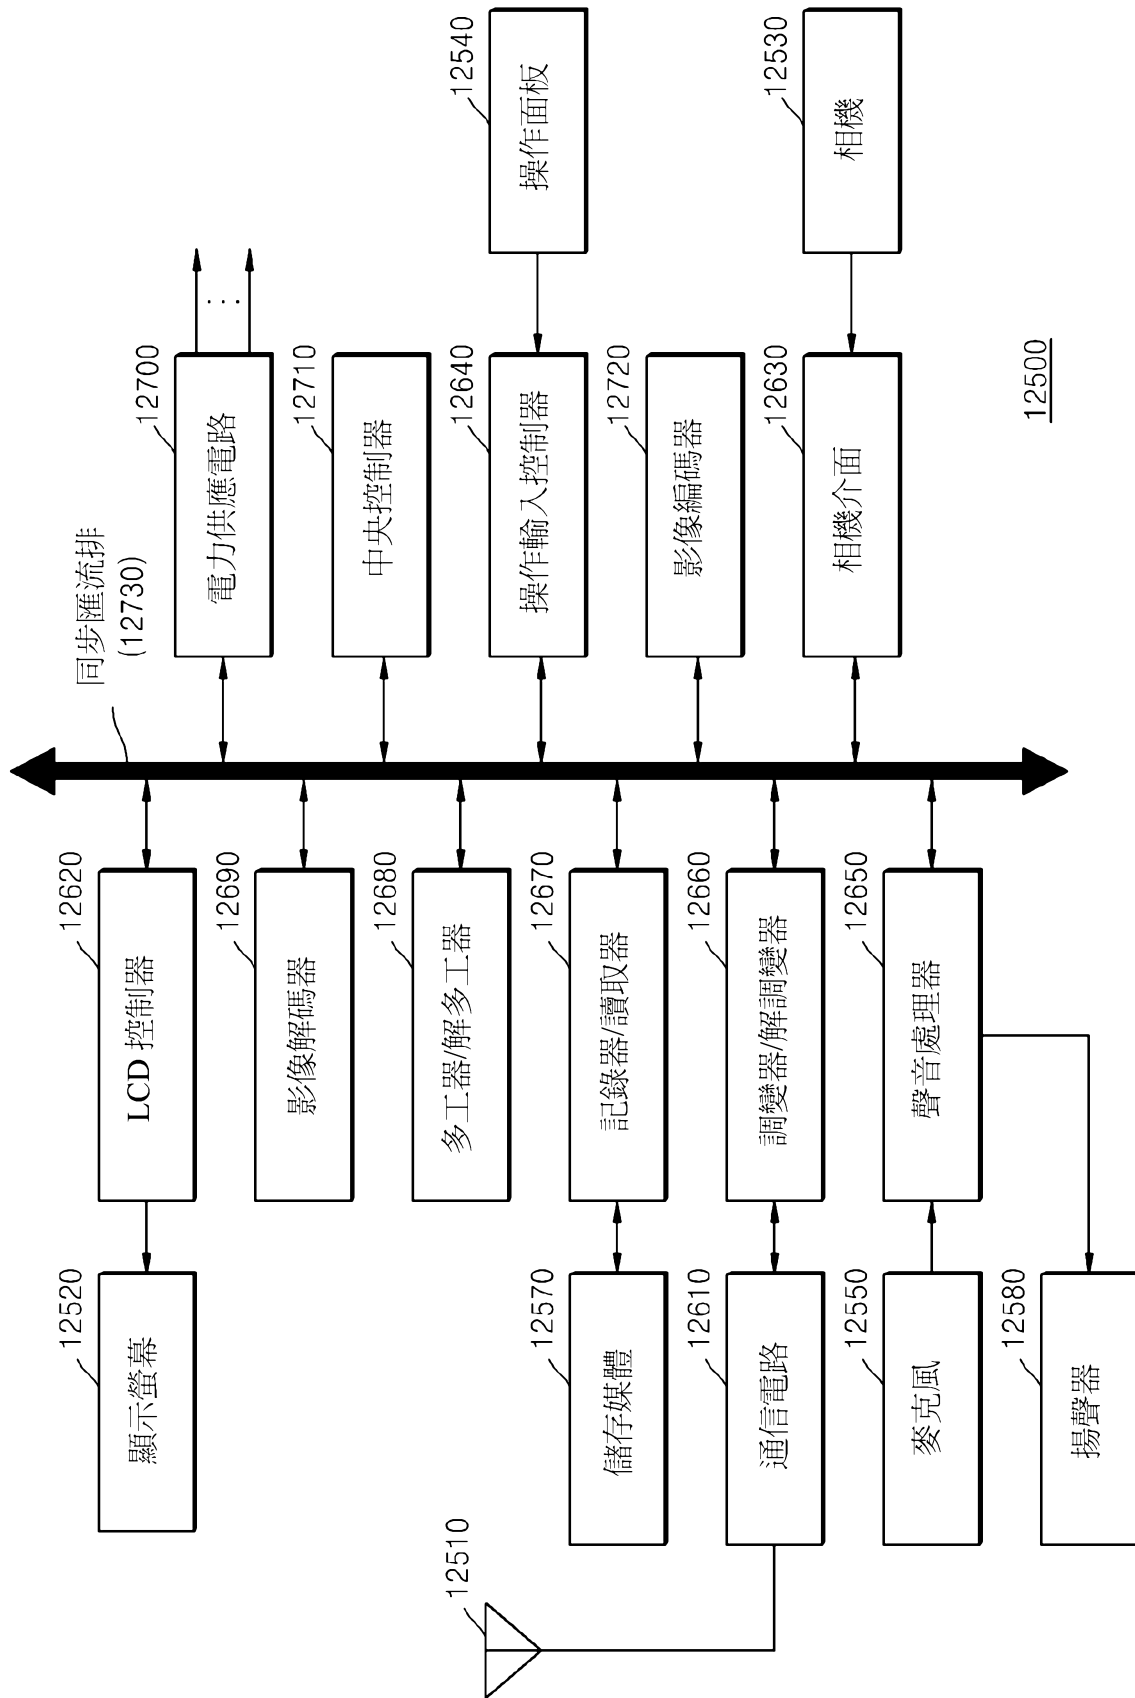 12520
顯示螢幕
12620
LCD 控制器
12690
影像解碼器
12680
多工器/解多工器
12570
儲存媒體
12670
記錄器/讀取器
12510
12610
通信電路
12660
調變器/解調變器
12550
麥克風
12650
聲音處理器
12580
揚聲器
同步匯流排
(12730)
12700
電力供應電路
⋯
12710
中央控制器
12640
操作輸入控制器
12540
操作面板
12720
影像編碼器
12630
相機介面
12530
相機
12500